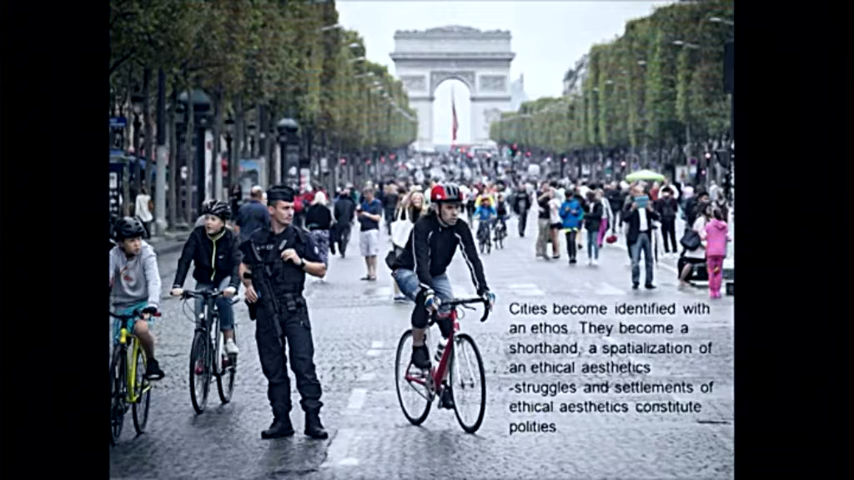 Cities become identified with
an ethos. They become a
shorthand, a spatialization of
an ethical aesthetics
-struggles and settlements of
ethical aesthetics constitute
polities